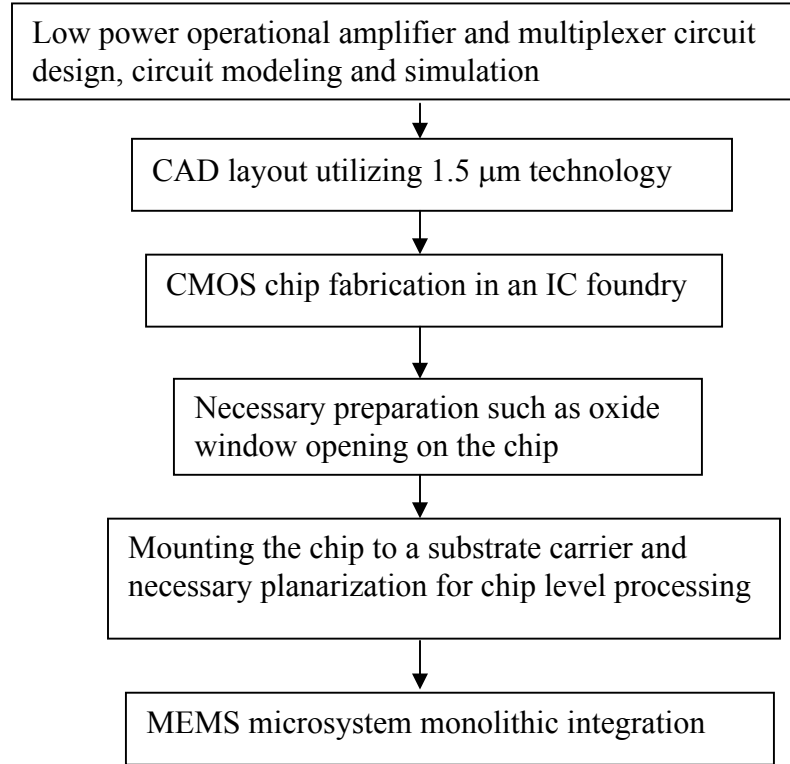 Low power operational amplifier and multiplexer circuit
design, circuit modeling and simulation
CAD layout utilizing 1.5 μm technology
CMOS chip fabrication in an IC foundry
Necessary preparation such as oxide
window opening on the chip
Mounting the chip to a substrate carrier and
necessary planarization for chip level processing
MEMS microsystem monolithic integration